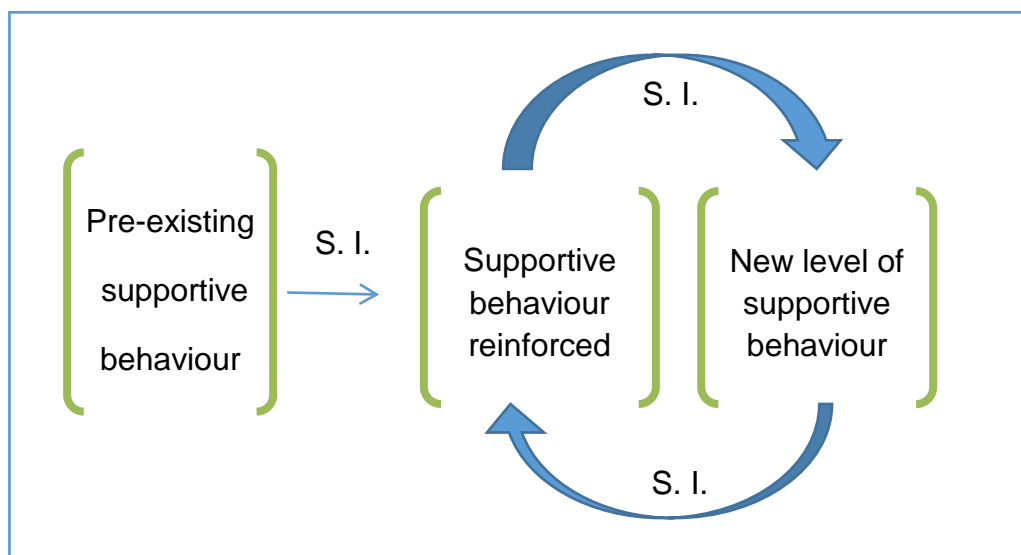 Pre-existing
supportive
behaviour
S. I.
Supportive
behaviour
reinforced
S. I.
New level of
supportive
behaviour
S. I.